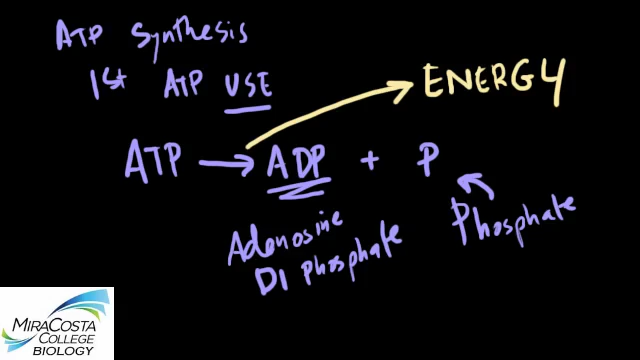 ATP Synthesis
1st ATP USE
ENERGY
ATP → ADP + P
Adenosine
DI phosphate
Phosphate
MIRACOSTA
COLLEGE
BIOLOGY